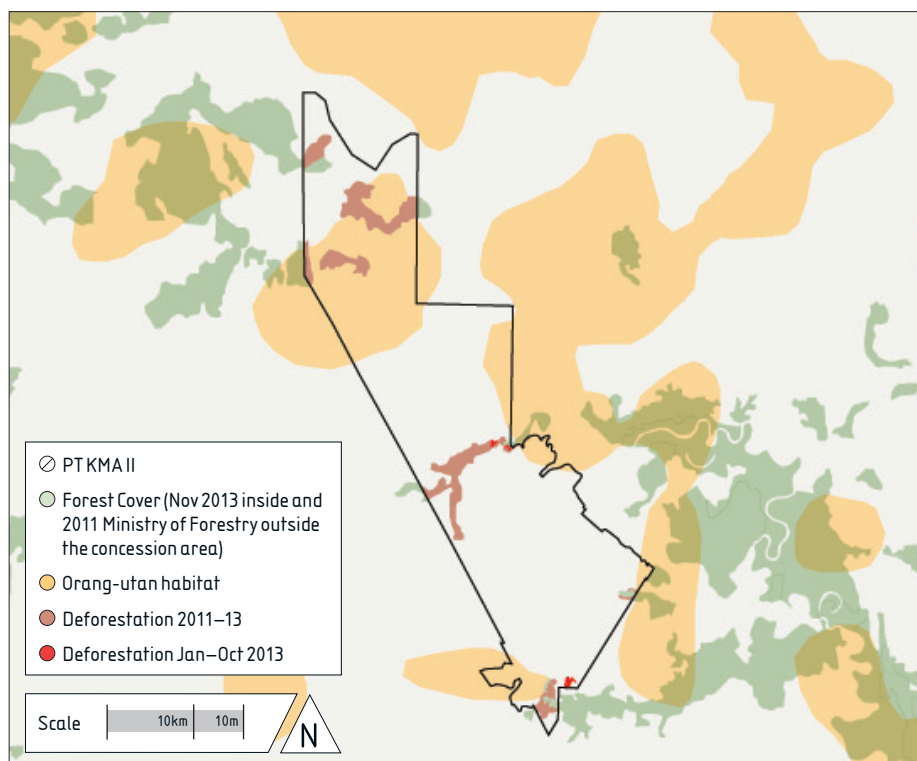 PT KMA II
Forest Cover (Nov 2013 inside and
2011 Ministry of Forestry outside
the concession area)
Orang-utan habitat
Deforestation 2011–13
Deforestation Jan–Oct 2013
Scale
10km
10m
N